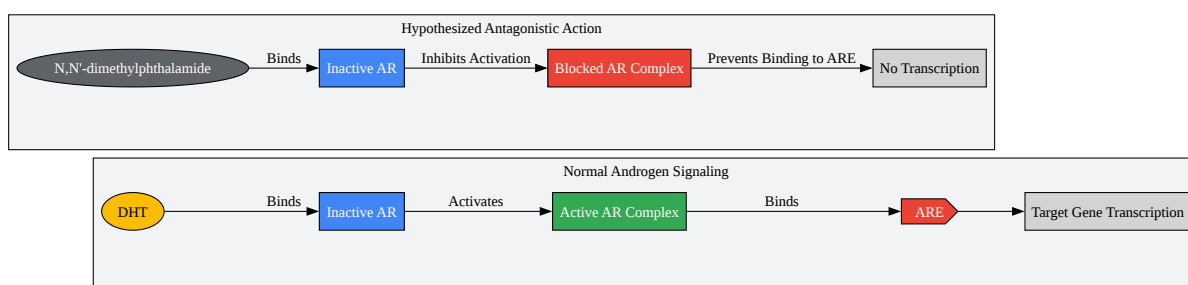 Hypothesized Antagonistic Action
N,N'-dimethylphthalamide
Binds
Inactive AR
Inhibits Activation
Blocked AR Complex
Prevents Binding to ARE
No Transcription
Normal Androgen Signaling
DHT
Binds
Inactive AR
Activates
Active AR Complex
Binds
ARE
Target Gene Transcription